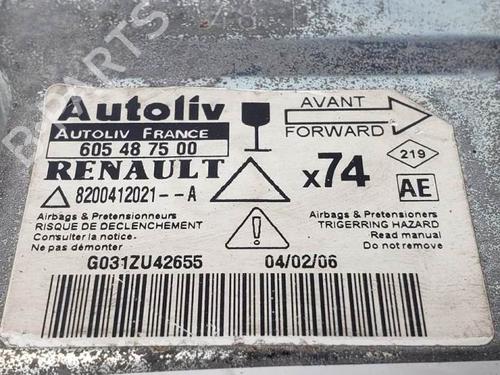 Autoliv
AUTOLIV FRANCE
605 48 75 00
RENAULT
8200412021--A
Airbags & Pretensionneurs
RISQUE DE DECLENCHEMENT
Consulter la notice.
Ne pas démonter
G031ZU42655
04/02/06
AVANT
FORWARD
x74
219
AE
Airbags & Pretensioners
TRIGERRING HAZARD
Read manual
Do not remove
B-PARTS